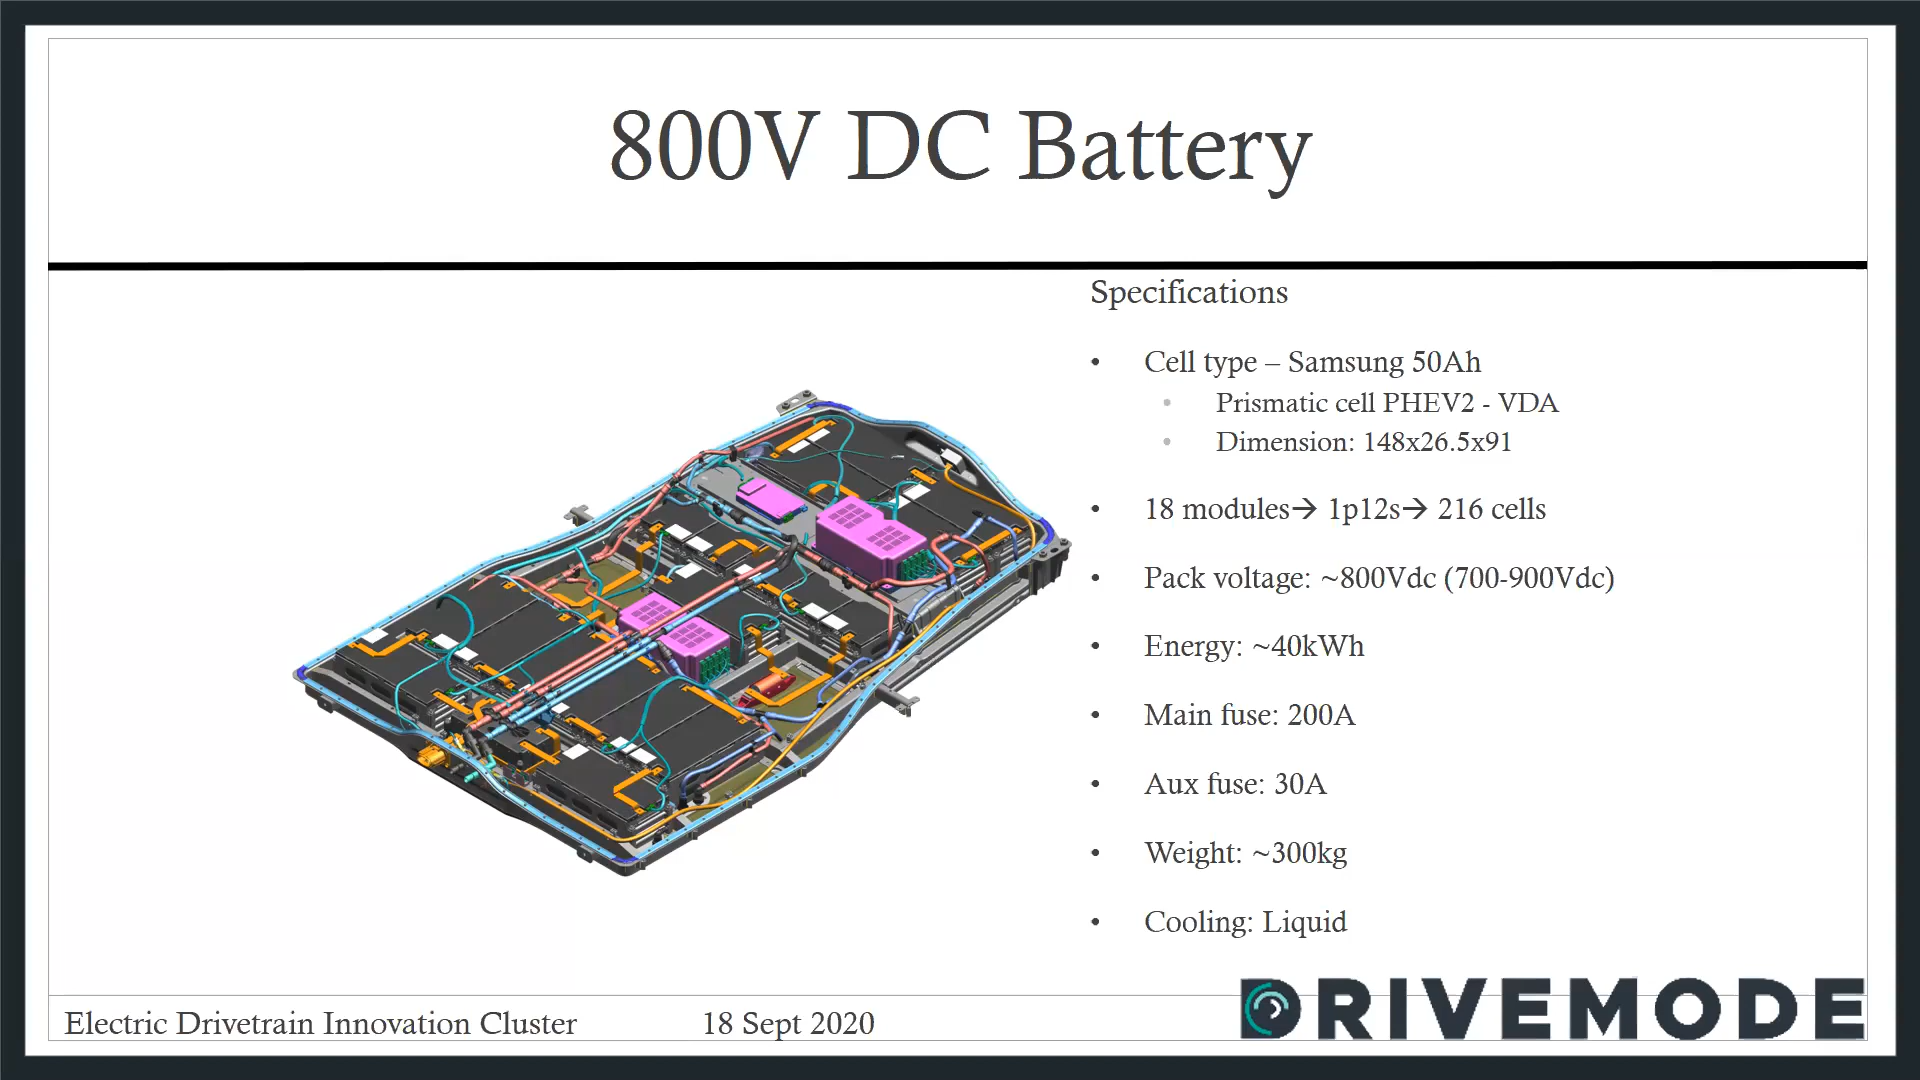 800V DC Battery
Specifications
• Cell type – Samsung 50Ah
• Prismatic cell PHEV2 - VDA
• Dimension: 148x26.5x91
• 18 modules→ 1p12s→ 216 cells
• Pack voltage: ~800Vdc (700-900Vdc)
• Energy: ~40kWh
• Main fuse: 200A
• Aux fuse: 30A
• Weight: ~300kg
• Cooling: Liquid
Electric Drivetrain Innovation Cluster 18 Sept 2020
DRIVEMODE